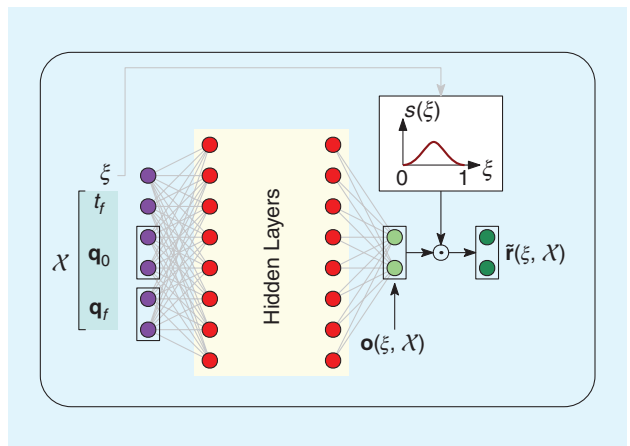 s(ξ)
0 1 ξ
ξ
t_f
𝒳
q_0
q_f
Hidden Layers
r̃(ξ, 𝒳)
o(ξ, 𝒳)